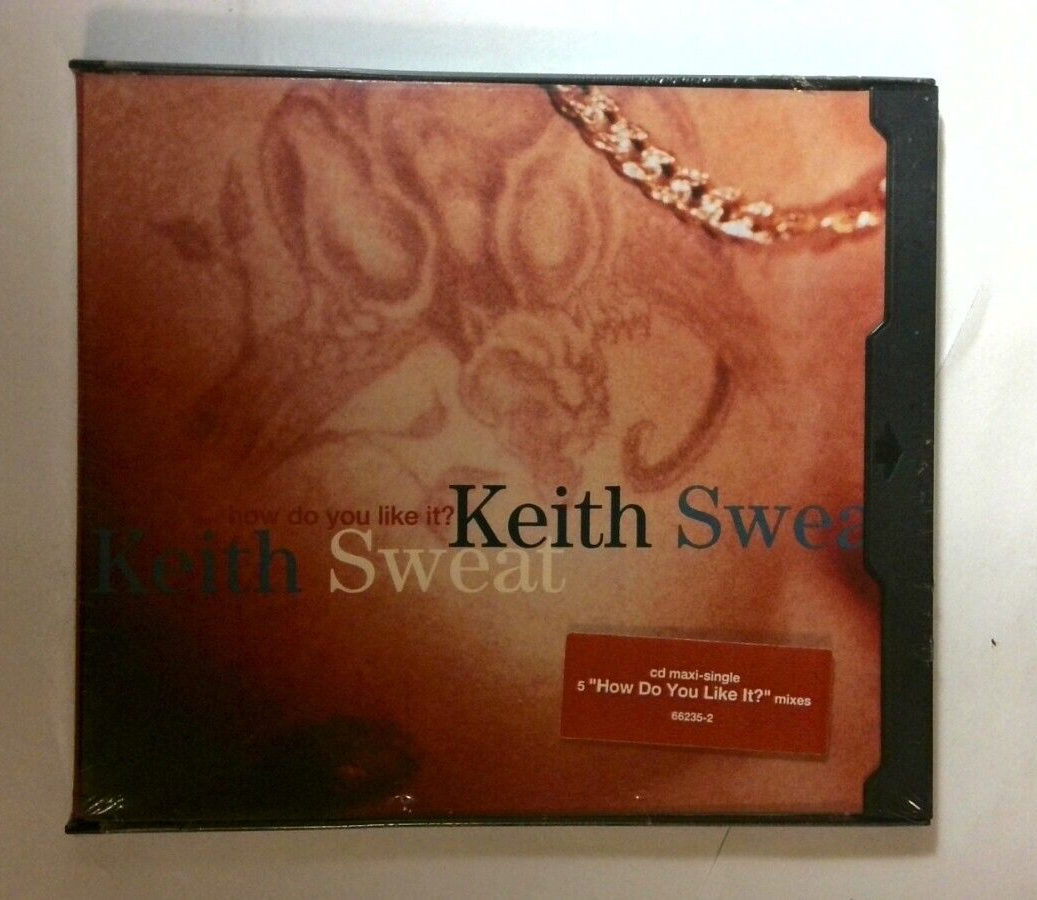 how do you like it? Keith Swea
Keith Sweat
cd maxi-single
5 "How Do You Like It?" mixes
66235-2